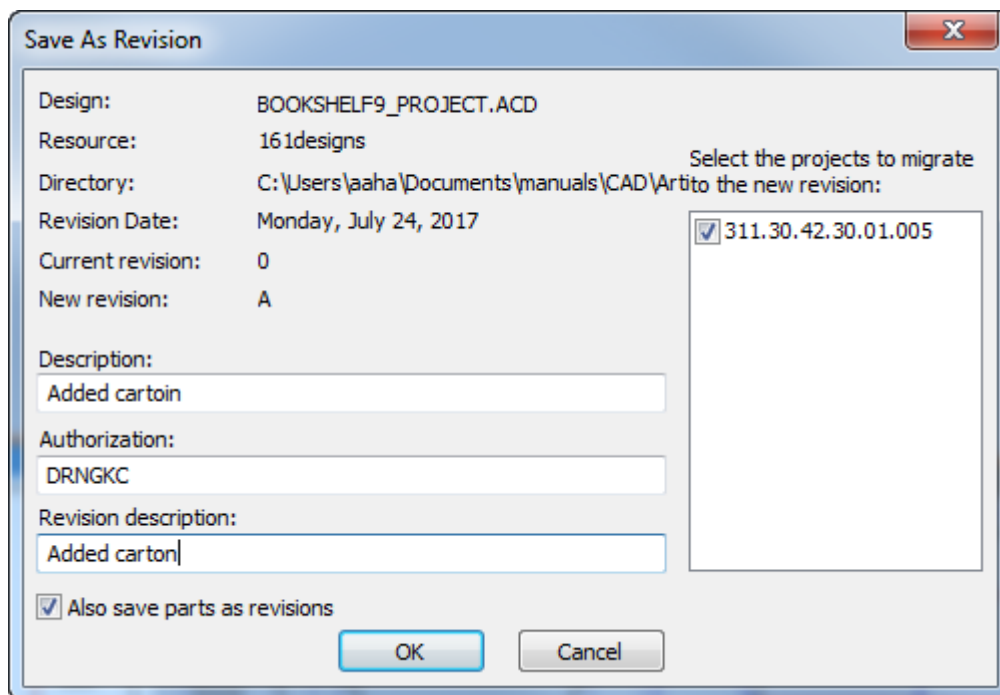 Save As Revision
Design: BOOKSHELF9_PROJECT.ACD
Resource: 161designs
Directory: C:\Users\aaha\Documents\manuals\CAD\Arti
Revision Date: Monday, July 24, 2017
Current revision: 0
New revision: A
Description:
Added cartoin
Authorization:
DRNGKC
Revision description:
Added carton
Also save parts as revisions
Select the projects to migrate
to the new revision:
311.30.42.30.01.005
OK
Cancel